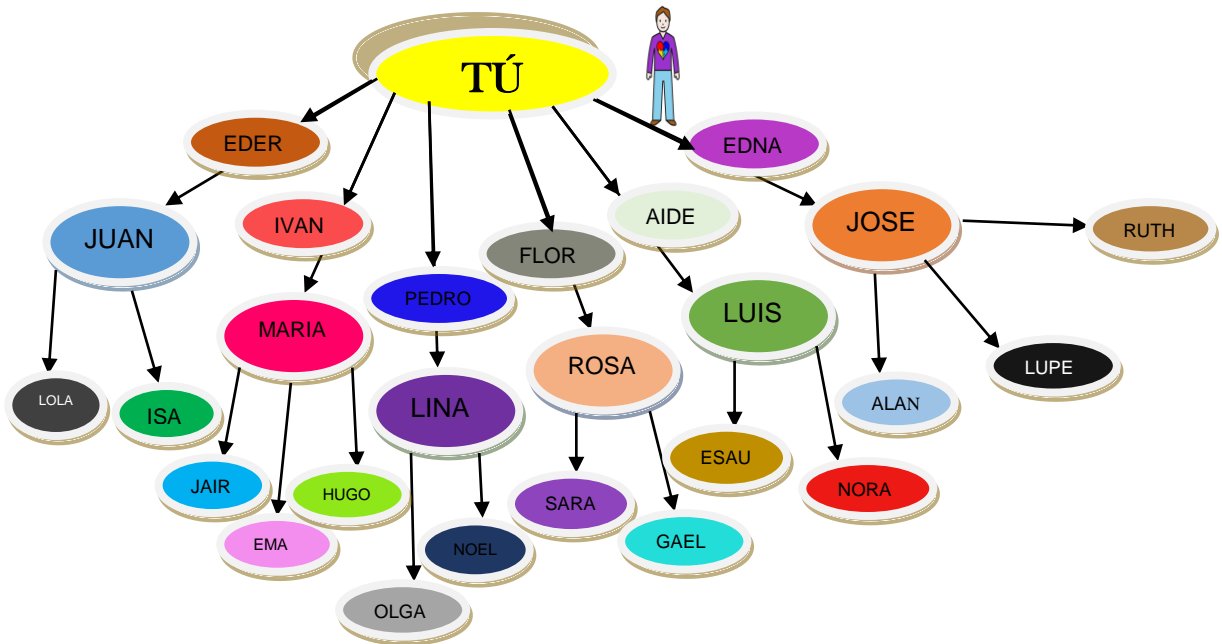 TÚ
EDER
EDNA
JUAN
IVAN
AIDE
JOSE
RUTH
FLOR
PEDRO
MARIA
LUIS
ROSA
LUPE
LOLA
ISA
LINA
ALAN
ESAU
JAIR
HUGO
NORA
SARA
EMA
NOEL
GAEL
OLGA